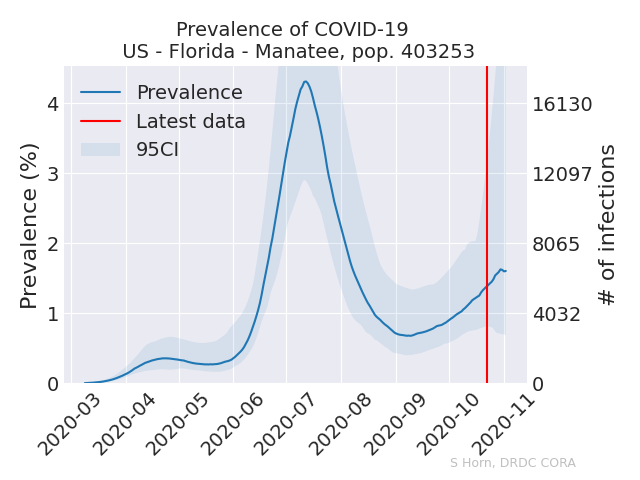 Prevalence of COVID-19
US - Florida - Manatee, pop. 403253
Prevalence
Latest data
95CI
Prevalence (%)
4
3
2
1
0
16130
12097
8065
4032
0
# of infections
2020-03
2020-04
2020-05
2020-06
2020-07
2020-08
2020-09
2020-10
2020-11
S Horn, DRDC CORA